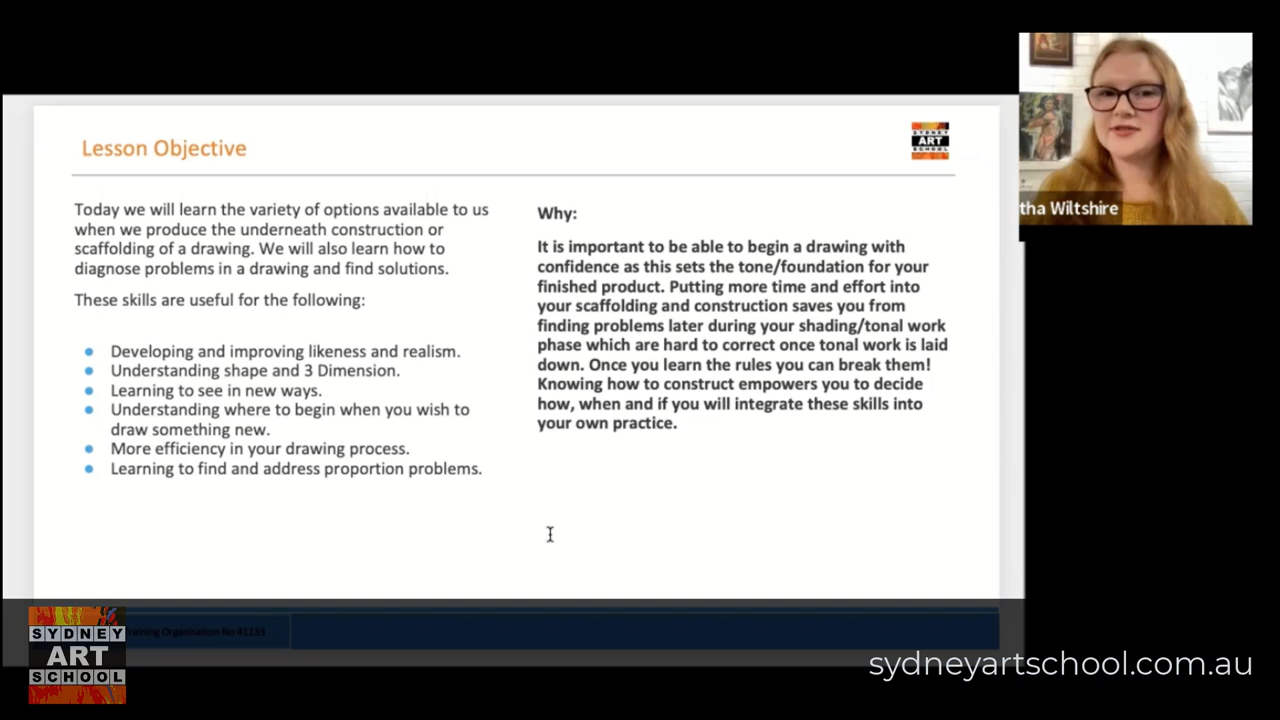 Lesson Objective
SYDNEY
ART
SCHOOL
Today we will learn the variety of options available to us
when we produce the underneath construction or
scaffolding of a drawing. We will also learn how to
diagnose problems in a drawing and find solutions.
These skills are useful for the following:
Developing and improving likeness and realism.
Understanding shape and 3 Dimension.
Learning to see in new ways.
Understanding where to begin when you wish to
draw something new.
More efficiency in your drawing process.
Learning to find and address proportion problems.
Why:
It is important to be able to begin a drawing with
confidence as this sets the tone/foundation for your
finished product. Putting more time and effort into
your scaffolding and construction saves you from
finding problems later during your shading/tonal work
phase which are hard to correct once tonal work is laid
down. Once you learn the rules you can break them!
Knowing how to construct empowers you to decide
how, when and if you will integrate these skills into
your own practice.
tha Wiltshire
Training Organisation No 41133
SYDNEY
ART
SCHOOL
sydneyartschool.com.au